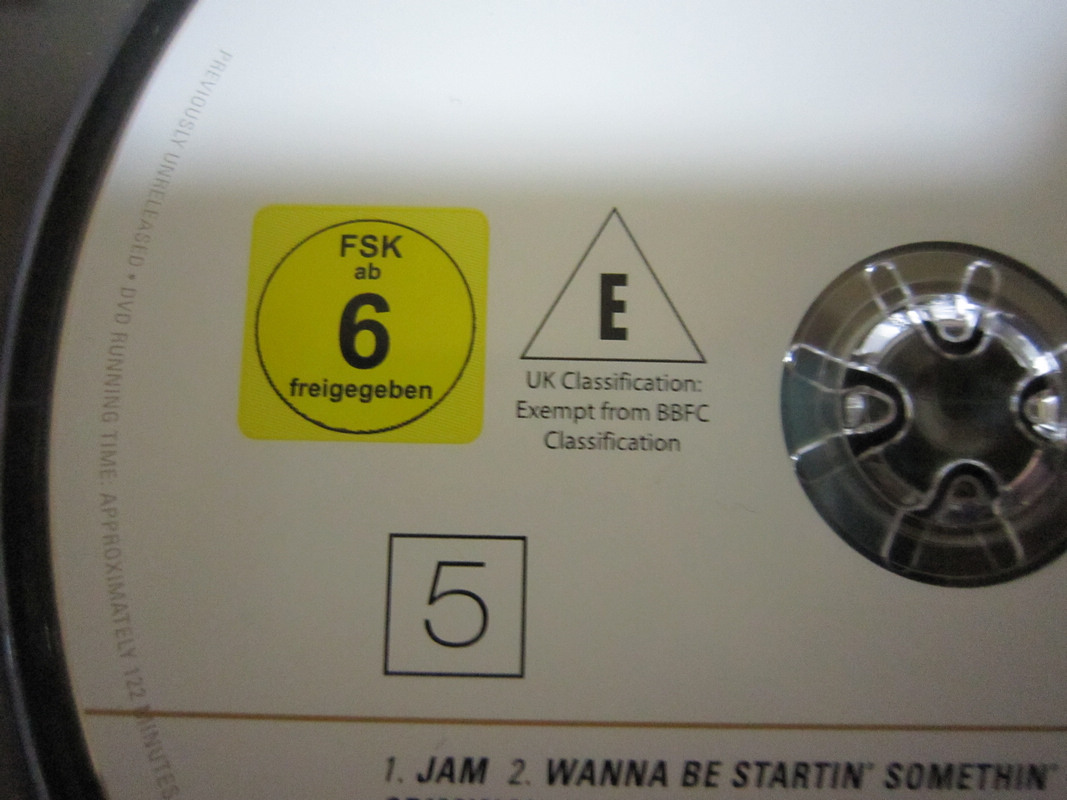 PREVIOUSLY UNRELEASED • DVD RUNNING TIME: APPROXIMATELY 122 MINUTES
FSK
ab
6
freigegeben
E
UK Classification:
Exempt from BBFC
Classification
5
1. JAM 2. WANNA BE STARTIN' SOMETHIN'